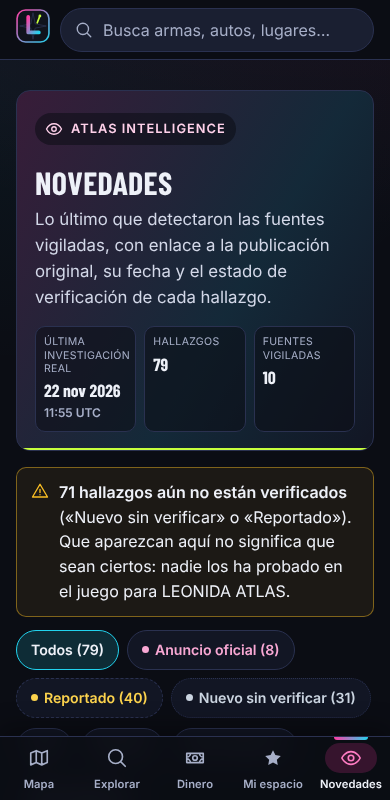 Busca armas, autos, lugares...
ATLAS INTELLIGENCE
NOVEDADES
Lo último que detectaron las fuentes
vigiladas, con enlace a la publicación
original, su fecha y el estado de
verificación de cada hallazgo.
ÚLTIMA
INVESTIGACIÓN
REAL
22 nov 2026
11:55 UTC
HALLAZGOS
79
FUENTES
VIGILADAS
10
71 hallazgos aún no están verificados
(«Nuevo sin verificar» o «Reportado»).
Que aparezcan aquí no significa que
sean ciertos: nadie los ha probado en
el juego para LEONIDA ATLAS.
Todos (79)
Anuncio oficial (8)
Reportado (40)
Nuevo sin verificar (31)
Mapa
Explorar
Dinero
Mi espacio
Novedades